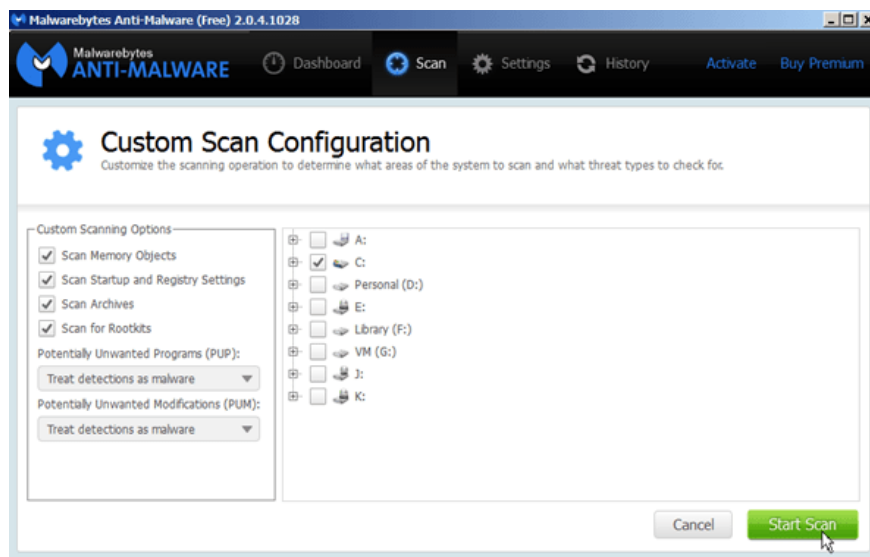 Malwarebytes Anti-Malware (Free) 2.0.4.1028
Malwarebytes
ANTI-MALWARE
Dashboard
Scan
Settings
History
Activate
Buy Premium
Custom Scan Configuration
Customize the scanning operation to determine what areas of the system to scan and what threat types to check for.
Custom Scanning Options
Scan Memory Objects
Scan Startup and Registry Settings
Scan Archives
Scan for Rootkits
Potentially Unwanted Programs (PUP):
Treat detections as malware
Potentially Unwanted Modifications (PUM):
Treat detections as malware
A:
C:
Personal (D:)
E:
Library (F:)
VM (G:)
J:
K:
Cancel
Start Scan